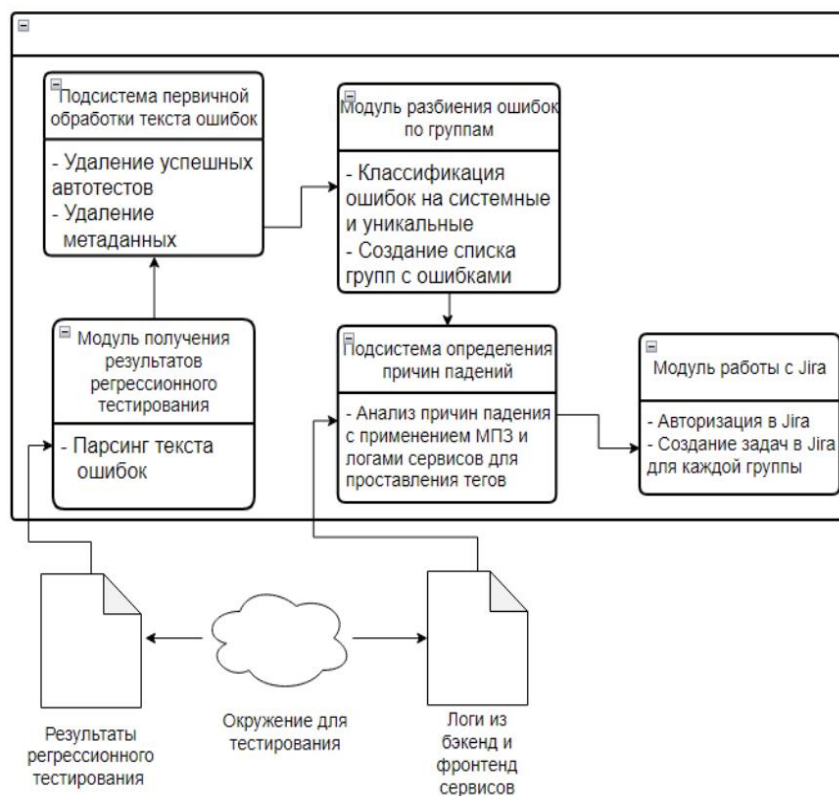 Подсистема первичной
обработки текста ошибок
- Удаление успешных
автотестов
- Удаление
метаданных
Модуль разбиения ошибок
по группам
- Классификация
ошибок на системные
и уникальные
- Создание списка
групп с ошибками
Модуль получения
результатов
регрессионного
тестирования
- Парсинг текста
ошибок
Подсистема определения
причин падений
- Анализ причин падения
с применением МПЗ и
логами сервисов для
проставления тегов
Модуль работы с Jira
- Авторизация в Jira
- Создание задач в Jira
для каждой группы
Результаты
регрессионного
тестирования
Окружение для
тестирования
Логи из
бэкенд и
фронтенд
сервисов